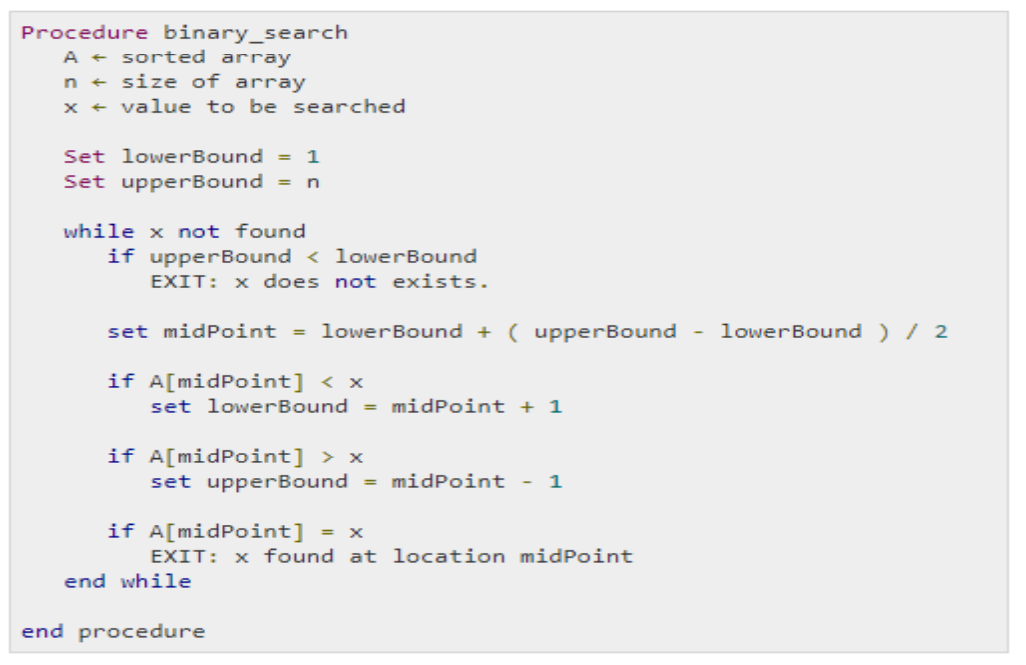 Procedure binary_search
A ← sorted array
n ← size of array
x ← value to be searched
Set lowerBound = 1
Set upperBound = n
while x not found
if upperBound < lowerBound
EXIT: x does not exists.
set midPoint = lowerBound + ( upperBound - lowerBound ) / 2
if A[midPoint] < x
set lowerBound = midPoint + 1
if A[midPoint] > x
set upperBound = midPoint - 1
if A[midPoint] = x
EXIT: x found at location midPoint
end while
end procedure